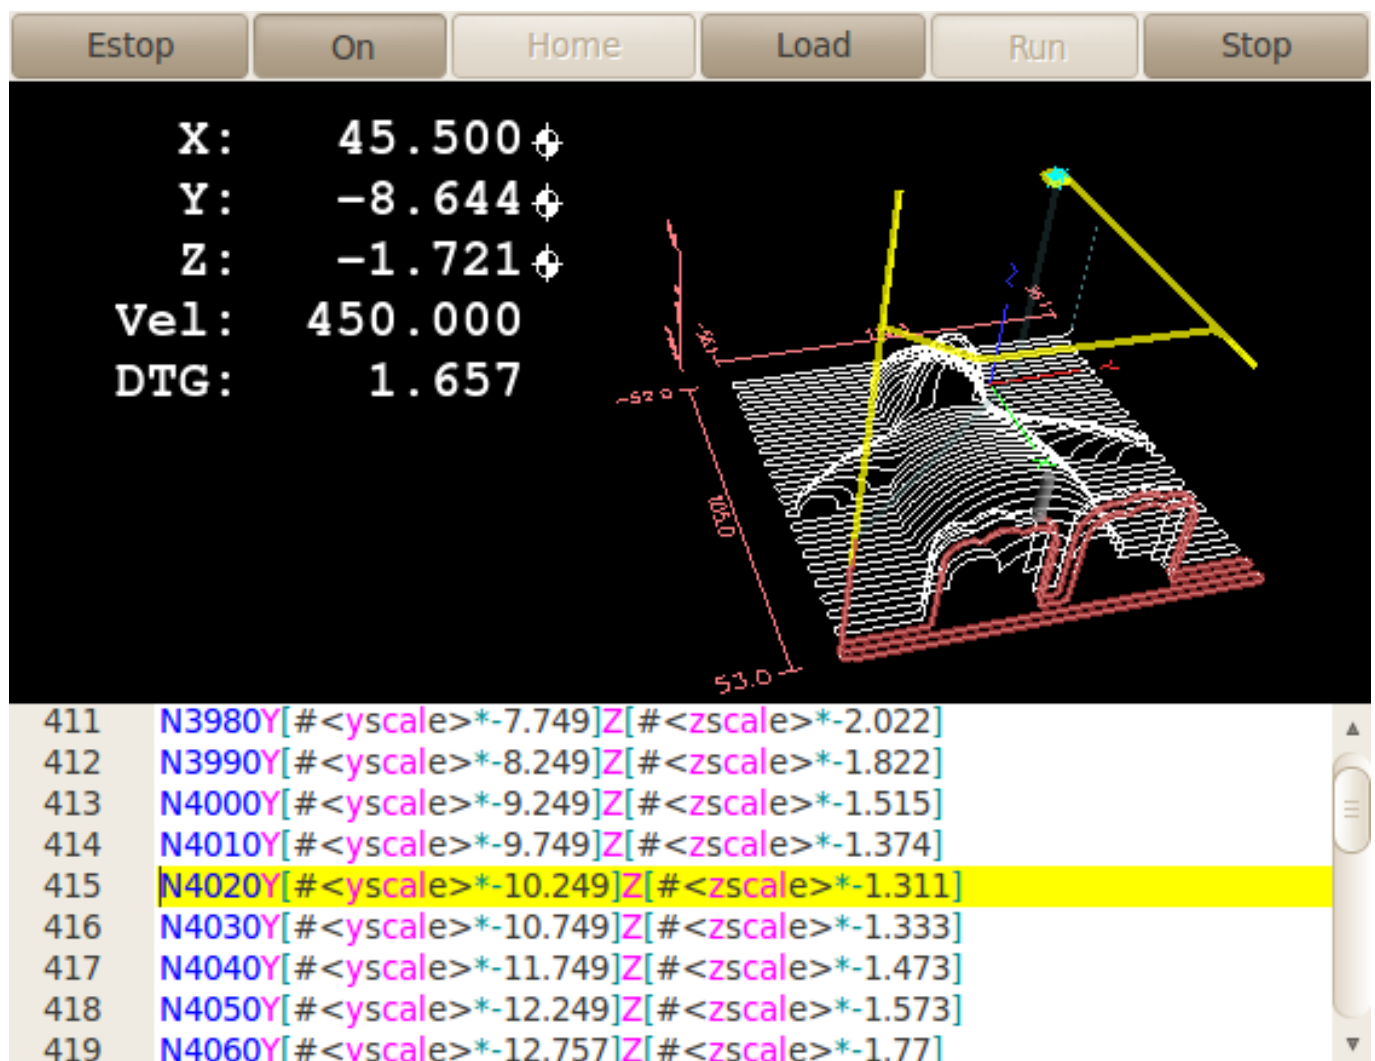 Estop On Home Load Run Stop
X: 45.500
Y: -8.644
Z: -1.721
Vel: 450.000
DTG: 1.657
-52.0
105.0
53.0
411 N3980Y[#<yscale>*-7.749]Z[#<zscale>*-2.022]
412 N3990Y[#<yscale>*-8.249]Z[#<zscale>*-1.822]
413 N4000Y[#<yscale>*-9.249]Z[#<zscale>*-1.515]
414 N4010Y[#<yscale>*-9.749]Z[#<zscale>*-1.374]
415 N4020Y[#<yscale>*-10.249]Z[#<zscale>*-1.311]
416 N4030Y[#<yscale>*-10.749]Z[#<zscale>*-1.333]
417 N4040Y[#<yscale>*-11.749]Z[#<zscale>*-1.473]
418 N4050Y[#<yscale>*-12.249]Z[#<zscale>*-1.573]
419 N4060Y[#<yscale>*-12.757]Z[#<zscale>*-1.77]